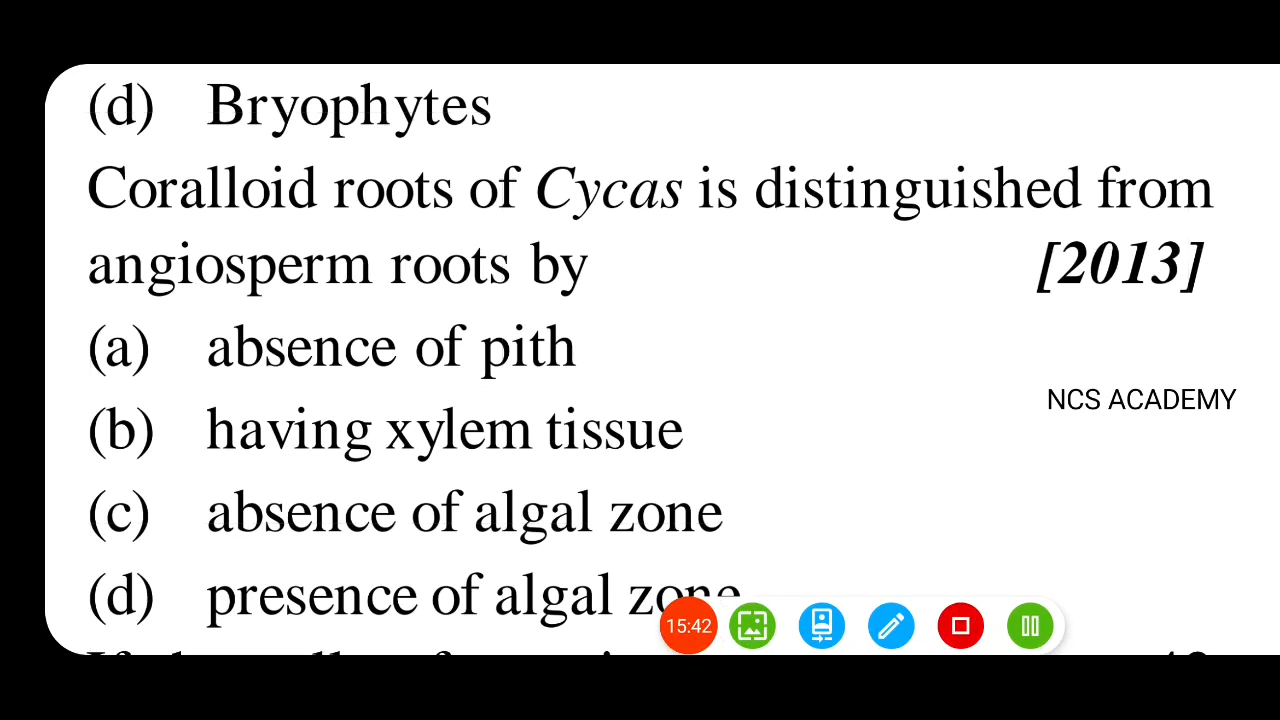 (d) Bryophytes
Coralloid roots of Cycas is distinguished from
angiosperm roots by [2013]
(a) absence of pith
NCS ACADEMY
(b) having xylem tissue
(c) absence of algal zone
(d) presence of algal zone
15:42